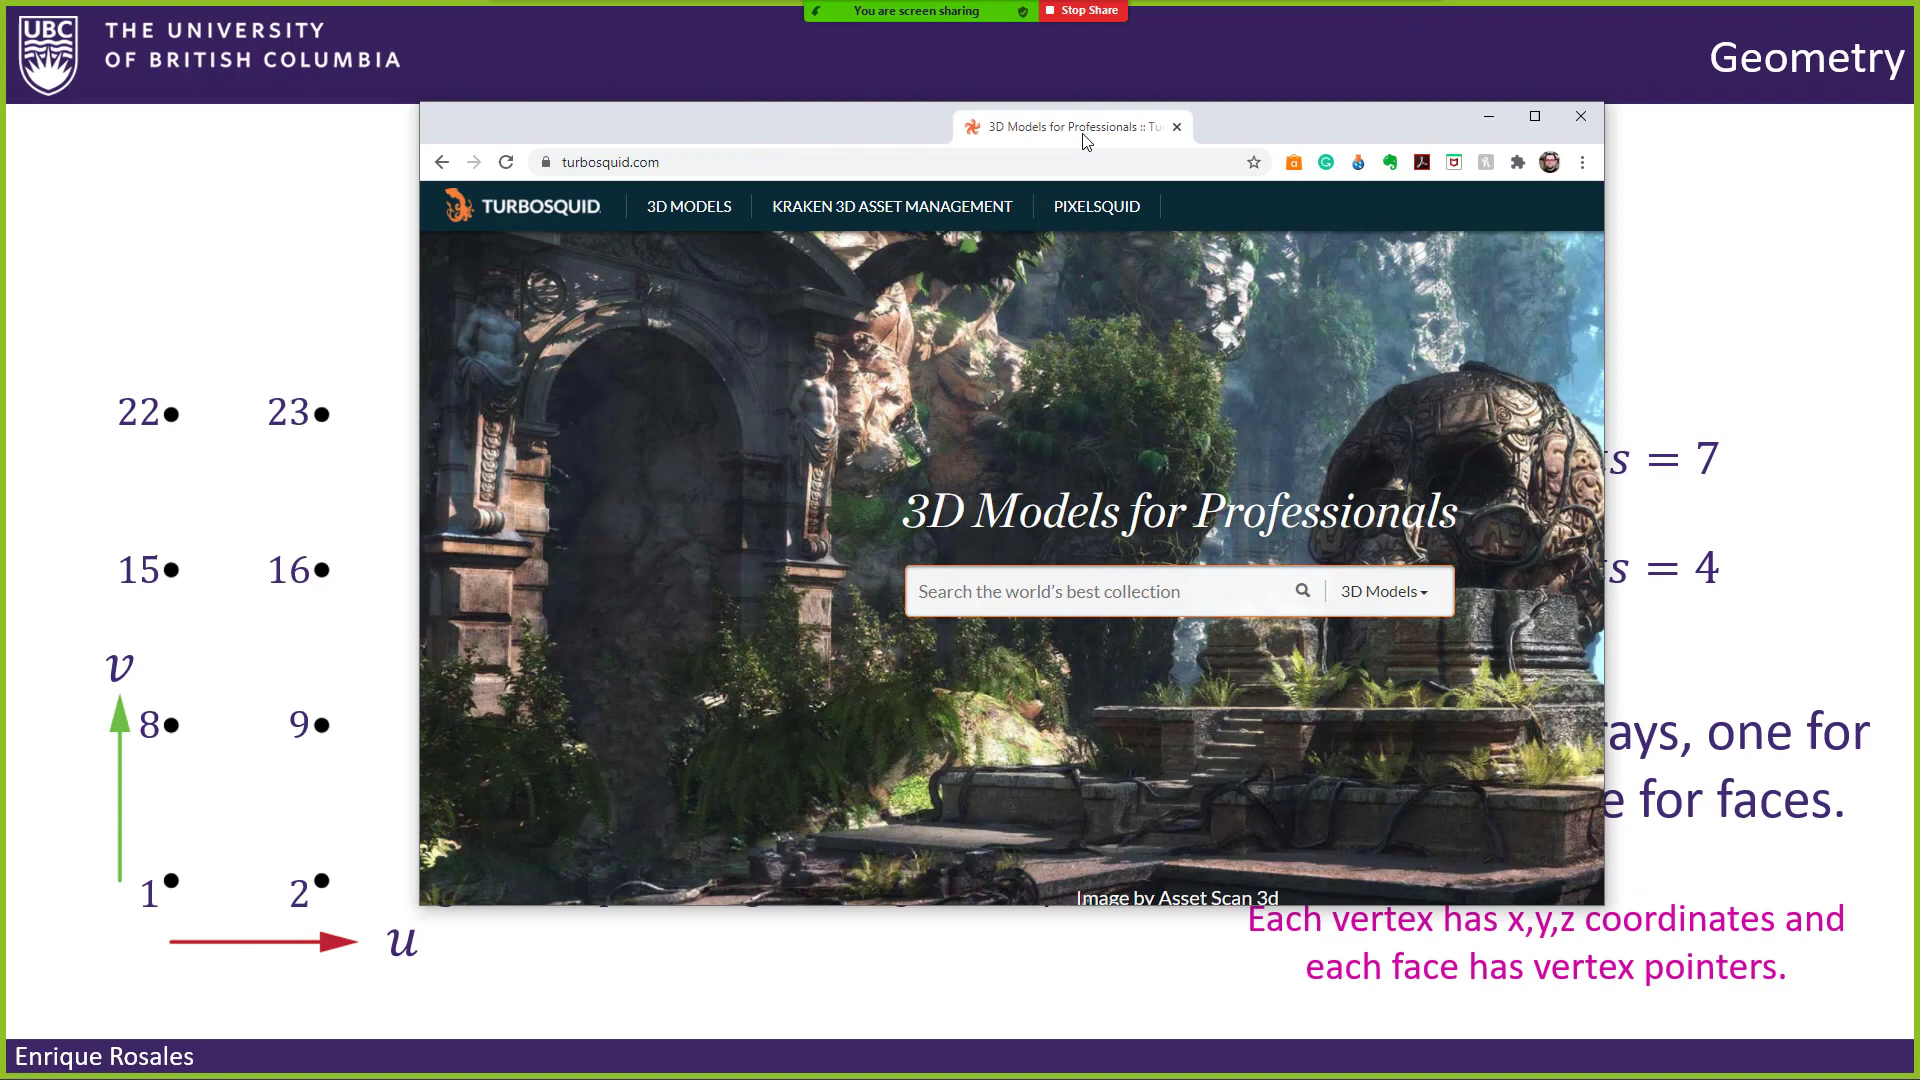 You are screen sharing
Stop Share
UBC
THE UNIVERSITY
OF BRITISH COLUMBIA
Geometry
3D Models for Professionals :: Tu
turbosquid.com
TURBOSQUID
3D MODELS
KRAKEN 3D ASSET MANAGEMENT
PIXELSQUID
3D Models for Professionals
Search the world's best collection
3D Models
Image by Asset Scan 3d
22
23
15
16
v
8
9
1
2
u
s = 7
s = 4
rays, one for
e for faces.
Each vertex has x,y,z coordinates and
each face has vertex pointers.
Enrique Rosales